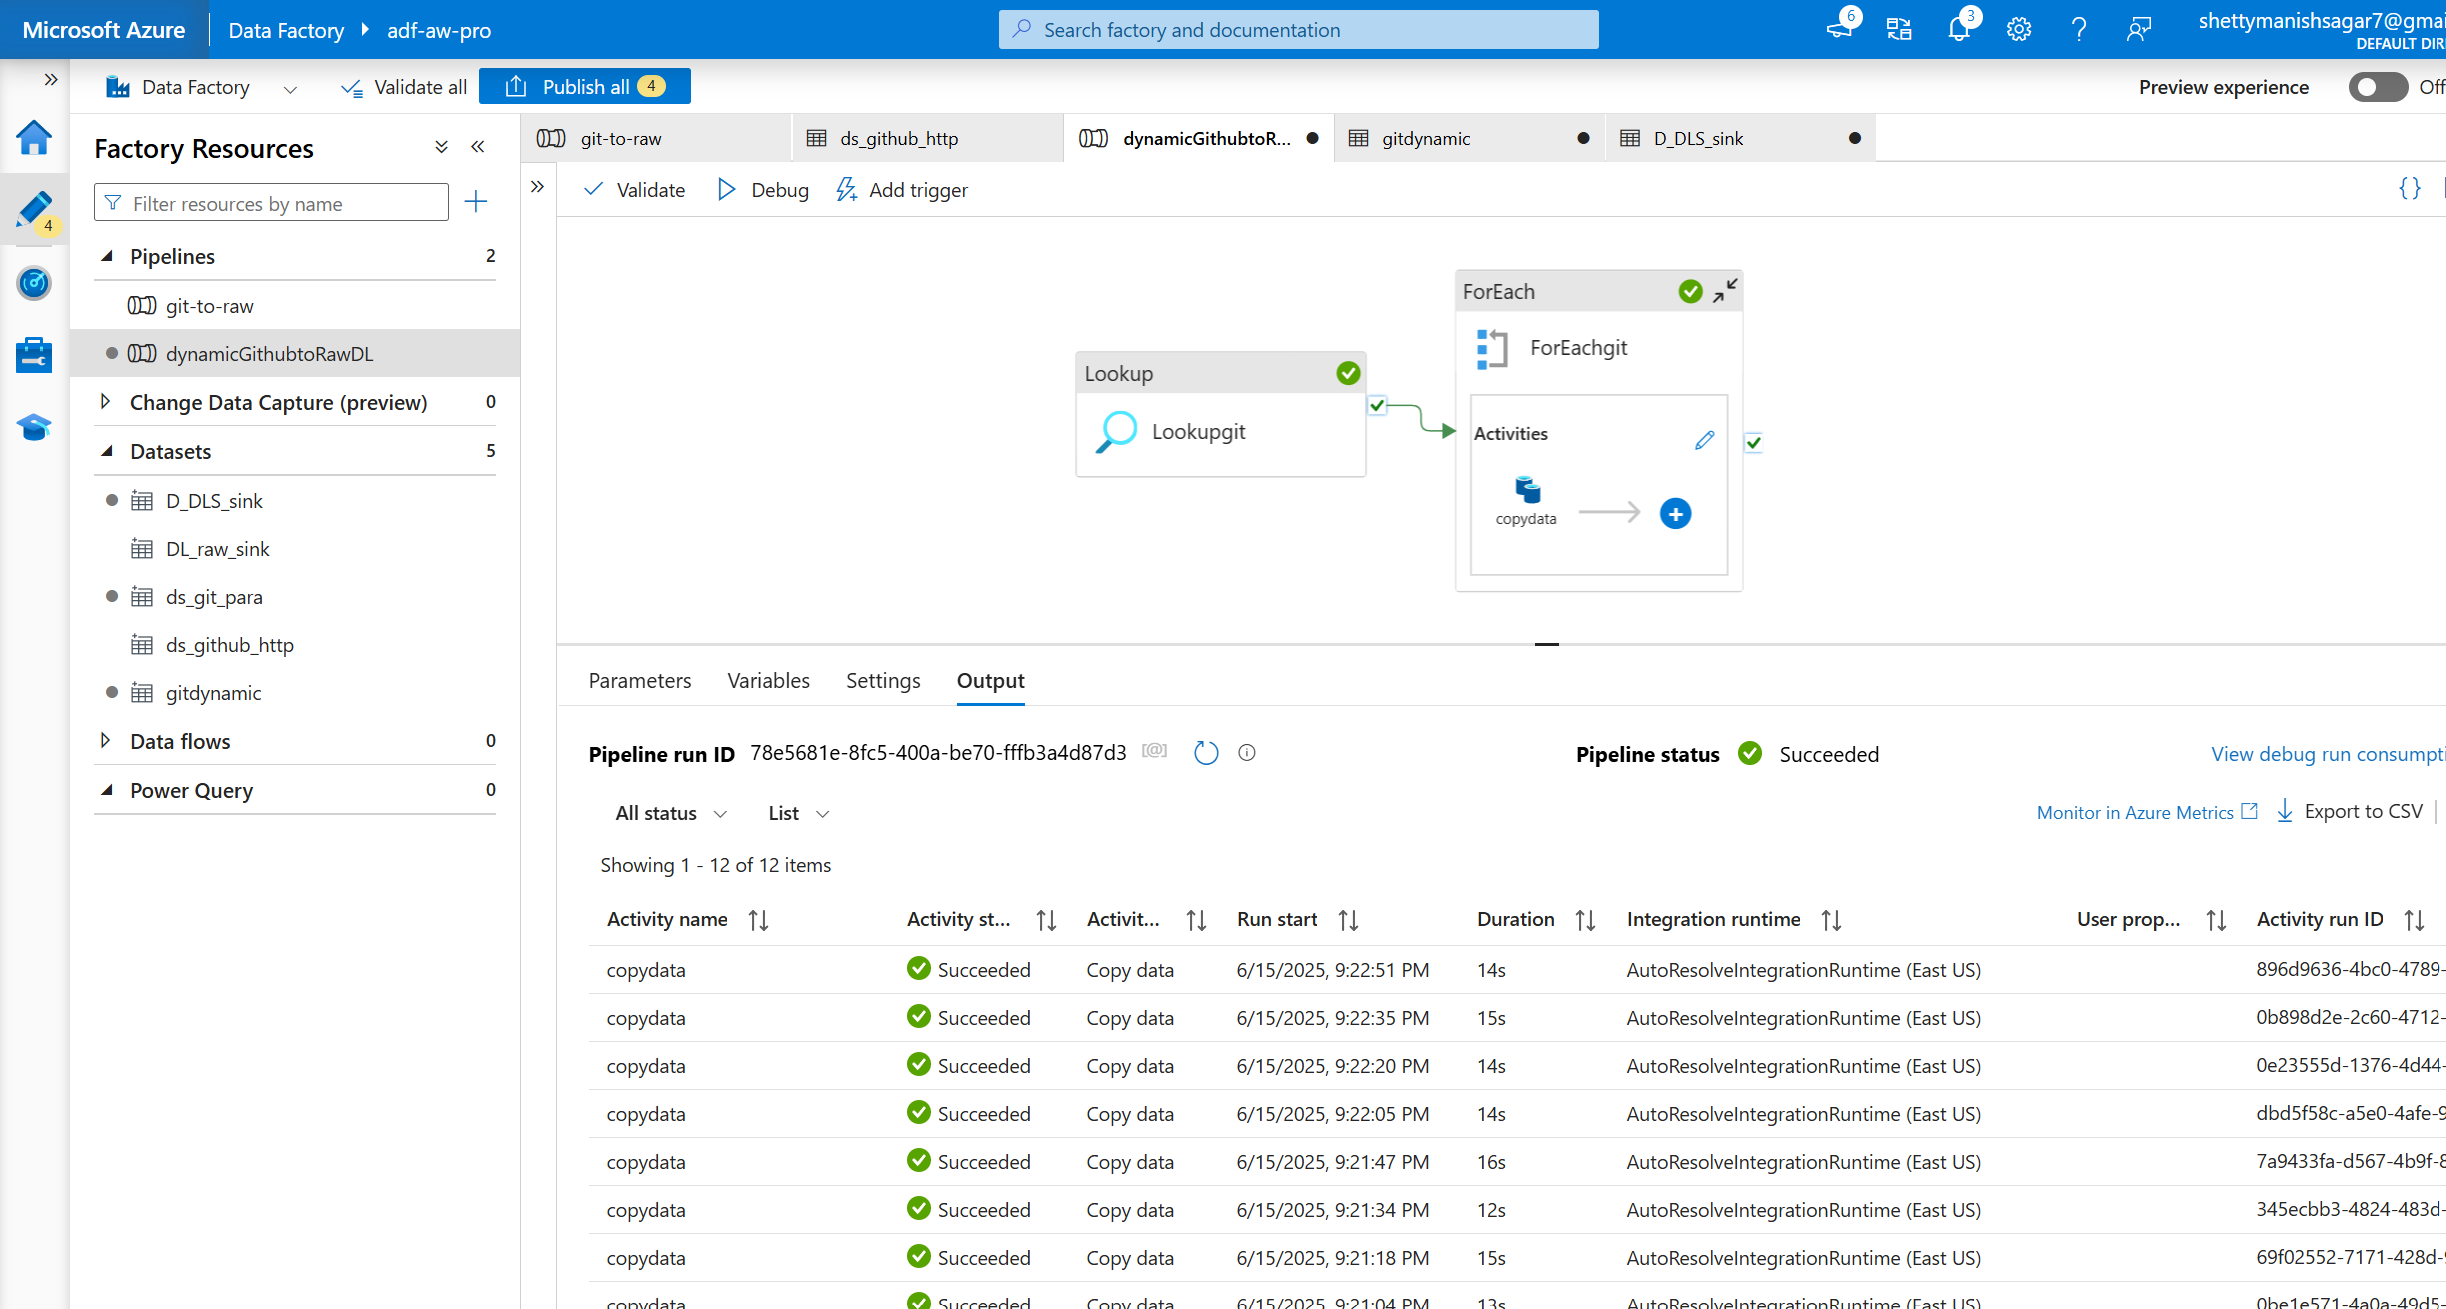 Microsoft Azure
Data Factory
adf-aw-pro
Search factory and documentation
6
3
shettymanishsagar7@gmai
DEFAULT DIR
Data Factory
Validate all
Publish all
4
Preview experience
Off
4
Factory Resources
Filter resources by name
Pipelines
2
git-to-raw
dynamicGithubtoRawDL
Change Data Capture (preview)
0
Datasets
5
D_DLS_sink
DL_raw_sink
ds_git_para
ds_github_http
gitdynamic
Data flows
0
Power Query
0
git-to-raw
ds_github_http
dynamicGithubtoR...
gitdynamic
D_DLS_sink
Validate
Debug
Add trigger
{}
Lookup
Lookupgit
ForEach
ForEachgit
Activities
copydata
Parameters
Variables
Settings
Output
Pipeline run ID 78e5681e-8fc5-400a-be70-fffb3a4d87d3
Pipeline status Succeeded
View debug run consumpti
All status
List
Monitor in Azure Metrics
Export to CSV
Showing 1 - 12 of 12 items
Activity name Activity st... Activit... Run start Duration Integration runtime User prop... Activity run ID
copydata Succeeded Copy data 6/15/2025, 9:22:51 PM 14s AutoResolveIntegrationRuntime (East US) 896d9636-4bc0-4789-
copydata Succeeded Copy data 6/15/2025, 9:22:35 PM 15s AutoResolveIntegrationRuntime (East US) 0b898d2e-2c60-4712-
copydata Succeeded Copy data 6/15/2025, 9:22:20 PM 14s AutoResolveIntegrationRuntime (East US) 0e23555d-1376-4d44-
copydata Succeeded Copy data 6/15/2025, 9:22:05 PM 14s AutoResolveIntegrationRuntime (East US) dbd5f58c-a5e0-4afe-9
copydata Succeeded Copy data 6/15/2025, 9:21:47 PM 16s AutoResolveIntegrationRuntime (East US) 7a9433fa-d567-4b9f-8
copydata Succeeded Copy data 6/15/2025, 9:21:34 PM 12s AutoResolveIntegrationRuntime (East US) 345ecbb3-4824-483d-
copydata Succeeded Copy data 6/15/2025, 9:21:18 PM 15s AutoResolveIntegrationRuntime (East US) 69f02552-7171-428d-9
copydata Succeeded Copy data 6/15/2025, 9:21:04 PM 13s AutoResolveIntegrationRuntime (East US) 0be1e571-4a0a-49d5-